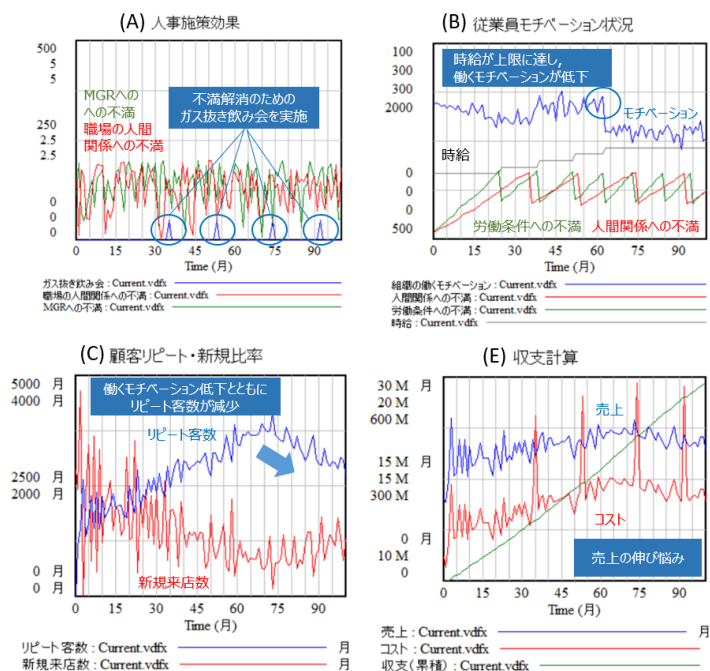 (A) 人事施策効果
500
5
5
MGRへの
への不満
職場の人間
関係への不満
不満解消のための
ガス抜き飲み会を実施
250
2.5
2.5
0
0
0
0 15 30 45 60 75 90
Time (月)
ガス抜き飲み会 : Current.vdfx
職場の人間関係への不満 : Current.vdfx
MGRへの不満 : Current.vdfx
(B) 従業員モチベーション状況
100
300
300
2000
時給が上限に達し,
働くモチベーションが低下
モチベーション
時給
0
0
0
500
労働条件への不満 人間関係への不満
0 15 30 45 60 75 90
Time (月)
組織の働くモチベーション : Current.vdfx
人間関係への不満 : Current.vdfx
労働条件への不満 : Current.vdfx
時給 : Current.vdfx
(C) 顧客リピート・新規比率
5000 月
4000 月
働くモチベーション低下とともに
リピート客数が減少
リピート客数
2500 月
2000 月
0 月
0 月
新規来店数
0 15 30 45 60 75 90
Time (月)
リピート客数 : Current.vdfx 月
新規来店数 : Current.vdfx 月
(E) 収支計算
30 M 月
20 M
600 M
売上
15 M 月
15 M
300 M
コスト
0 月
10 M
0
売上の伸び悩み
0 15 30 45 60 75 90
Time (月)
売上 : Current.vdfx 月
コスト : Current.vdfx
収支(累積) : Current.vdfx